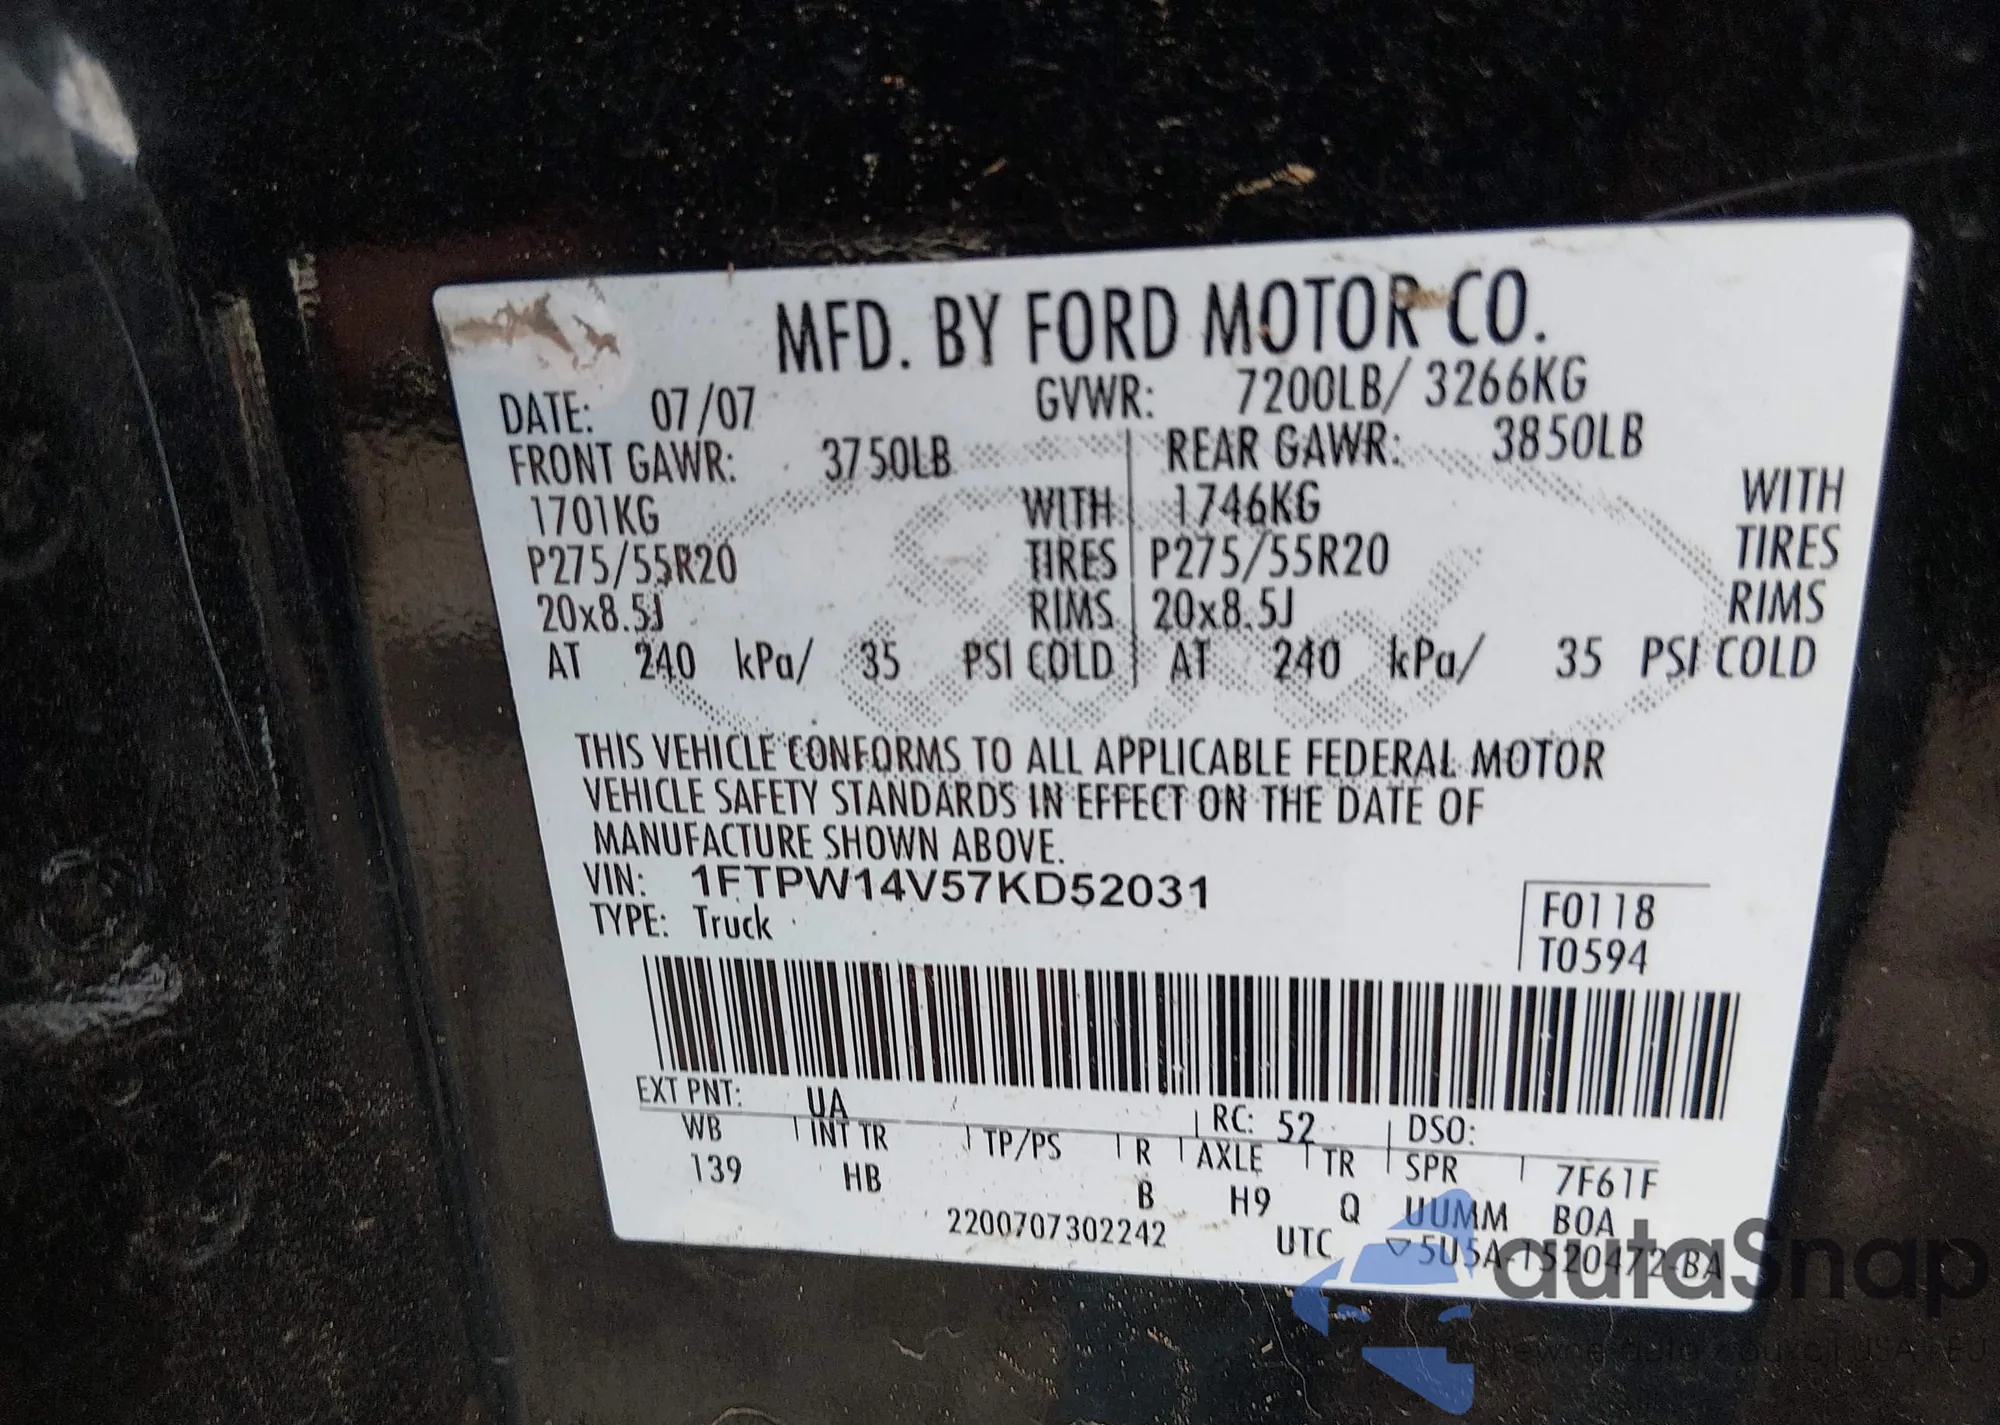 MFD. BY FORD MOTOR CO.
DATE: 07/07 GVWR: 7200LB/ 3266KG
FRONT GAWR: 3750LB REAR GAWR: 3850LB
1701KG WITH 1746KG WITH
P275/55R20 TIRES P275/55R20 TIRES
20x8.5J RIMS 20x8.5J RIMS
AT 240 kPa/ 35 PSI COLD AT 240 kPa/ 35 PSI COLD
THIS VEHICLE CONFORMS TO ALL APPLICABLE FEDERAL MOTOR
VEHICLE SAFETY STANDARDS IN EFFECT ON THE DATE OF
MANUFACTURE SHOWN ABOVE.
VIN: 1FTPW14V57KD52031
TYPE: Truck
F0118
T0594
EXT PNT: UA RC: 52 DSO:
WB INT TR TP/PS R AXLE TR SPR 7F61F
139 HB B H9 Q UUMM BOA
2200707302242 UTC ▽5U5A-1520472-BA
autaSnap